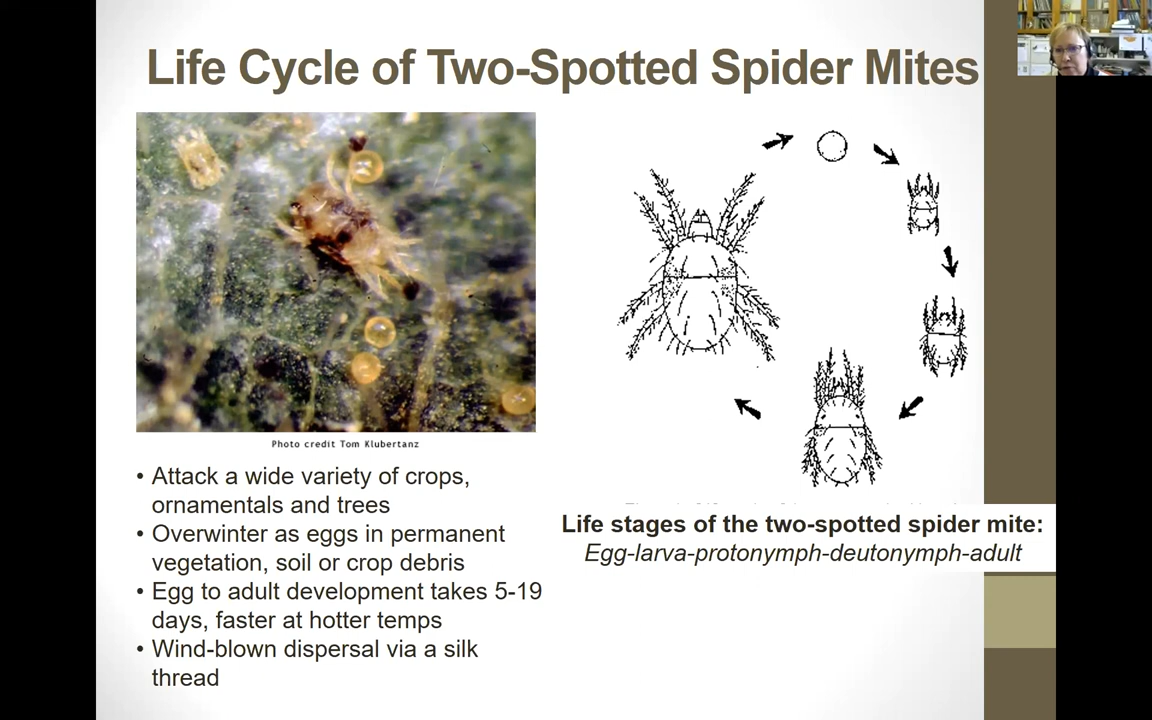 Life Cycle of Two-Spotted Spider Mites
Photo credit Tom Klubertanz
• Attack a wide variety of crops,
ornamentals and trees
• Overwinter as eggs in permanent
vegetation, soil or crop debris
• Egg to adult development takes 5-19
days, faster at hotter temps
• Wind-blown dispersal via a silk
thread
Life stages of the two-spotted spider mite:
Egg-larva-protonymph-deutonymph-adult